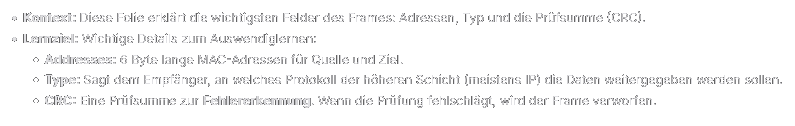 • Kontext: Diese Folie erklärt die wichtigsten Felder des Frames: Adressen, Typ und die Prüfsumme (CRC).
• Lernziel: Wichtige Details zum Auswendiglernen:
◦ Addresses: 6 Byte lange MAC-Adressen für Quelle und Ziel.
◦ Type: Sagt dem Empfänger, an welches Protokoll der höheren Schicht (meistens IP) die Daten weitergegeben werden sollen.
◦ CRC: Eine Prüfsumme zur Fehlererkennung. Wenn die Prüfung fehlschlägt, wird der Frame verworfen.